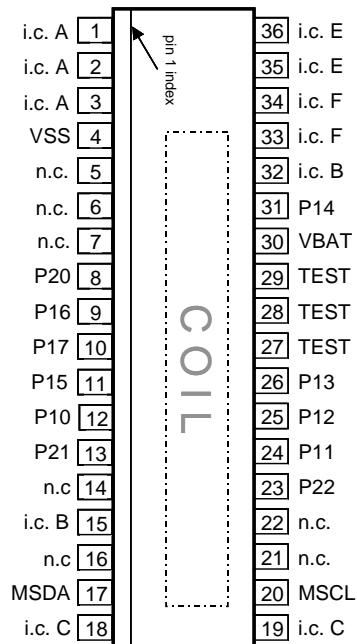 i.c. A 1 36 i.c. E
i.c. A 2 35 i.c. E
i.c. A 3 34 i.c. F
VSS 4 33 i.c. F
n.c. 5 32 i.c. B
n.c. 6 31 P14
n.c. 7 30 VBAT
P20 8 29 TEST
P16 9 28 TEST
P17 10 27 TEST
P15 11 26 P13
P10 12 25 P12
P21 13 24 P11
n.c 14 23 P22
i.c. B 15 22 n.c.
n.c 16 21 n.c.
MSDA 17 20 MSCL
i.c. C 18 19 i.c. C
pin 1 index
COIL